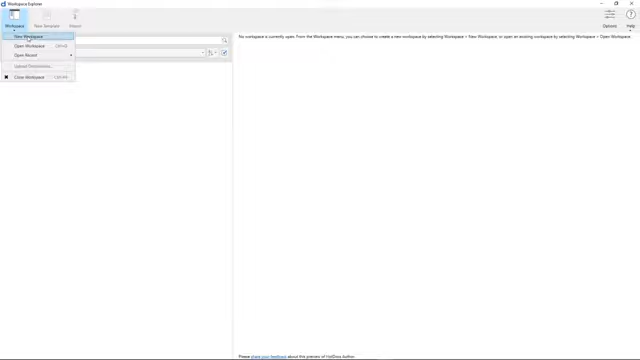 Workspace Explorer
Workspace New Template Import Options Help
New Workspace
Open Workspace Ctrl+O
Open Recent
Close Workspace
No workspace is currently open. From the Workspace menu, you can choose to create a new workspace by selecting Workspace > New Workspace, or open an existing workspace by selecting Workspace > Open Workspace.
Please share your feedback about this preview of HotDocs Author.